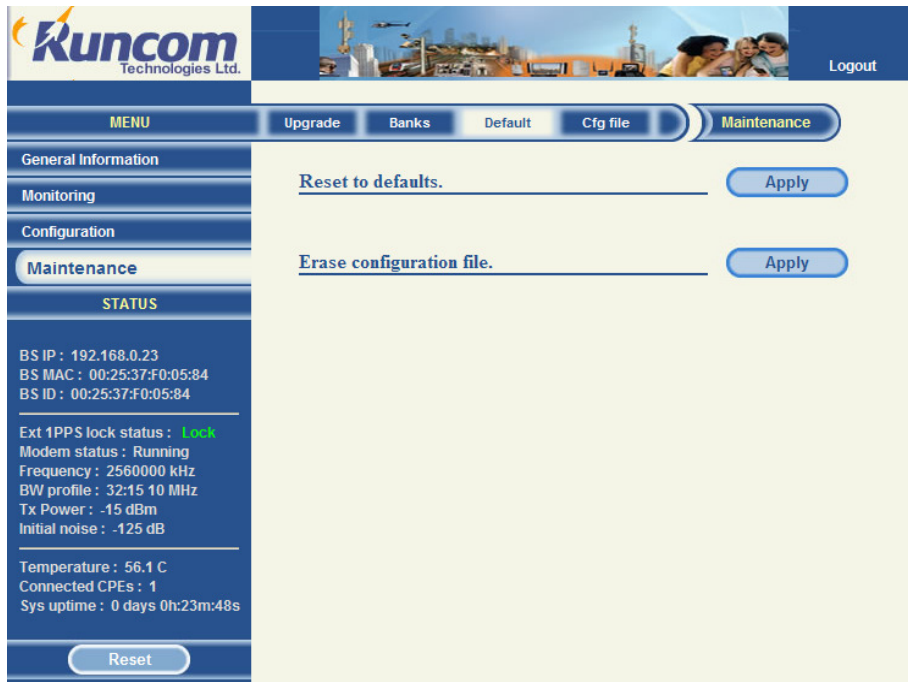 Runcom
Technologies Ltd.
Logout
MENU
Upgrade Banks Default Cfg file Maintenance
General Information
Monitoring
Configuration
Maintenance
Reset to defaults. Apply
Erase configuration file. Apply
STATUS
BS IP : 192.168.0.23
BS MAC : 00:25:37:F0:05:84
BS ID : 00:25:37:F0:05:84
Ext 1PPS lock status : Lock
Modem status : Running
Frequency : 2560000 kHz
BW profile : 32:15 10 MHz
Tx Power : -15 dBm
Initial noise : -125 dB
Temperature : 56.1 C
Connected CPEs : 1
Sys uptime : 0 days 0h:23m:48s
Reset